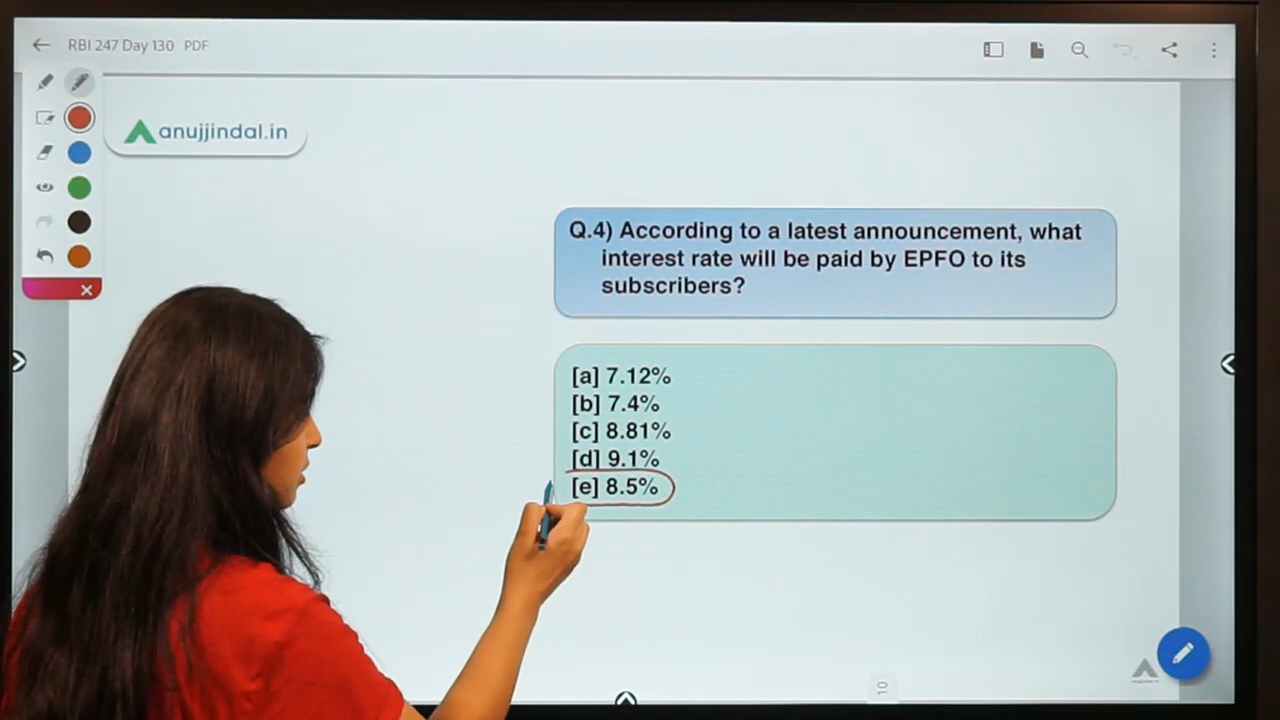 RBI 247 Day 130 PDF
anujjindal.in
Q.4) According to a latest announcement, what
interest rate will be paid by EPFO to its
subscribers?
[a] 7.12%
[b] 7.4%
[c] 8.81%
[d] 9.1%
[e] 8.5%
10